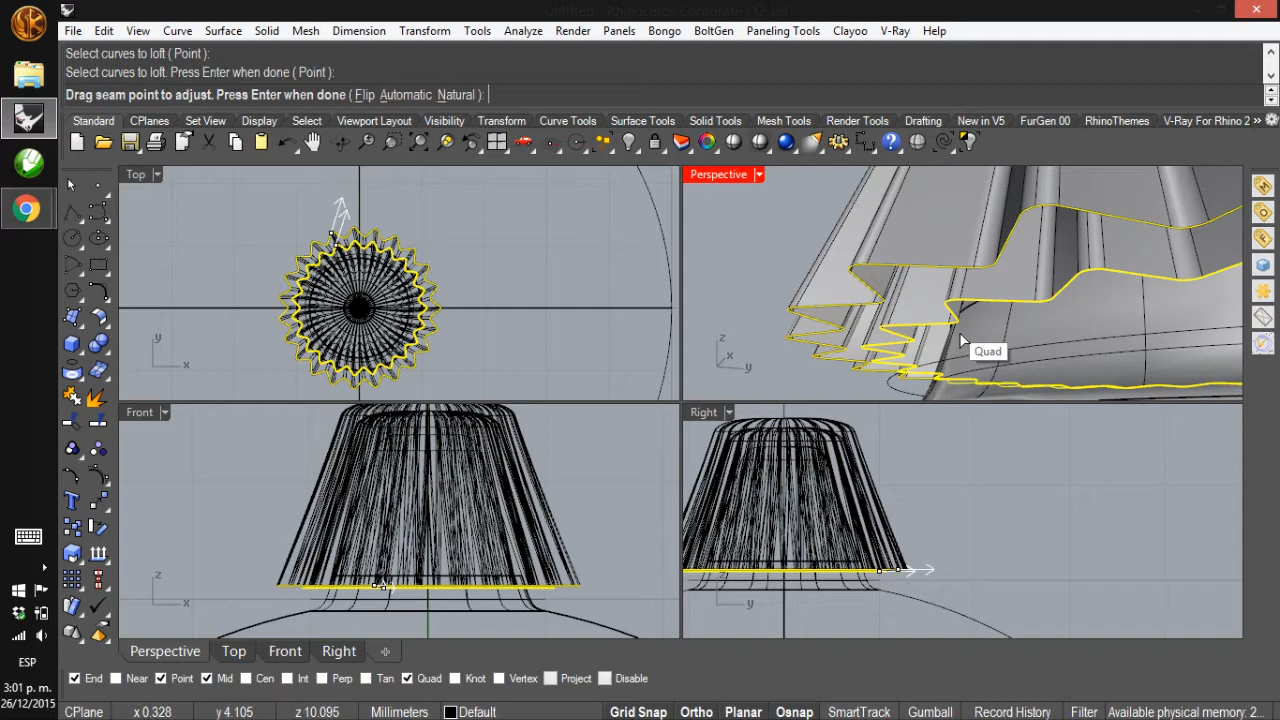 File Edit View Curve Surface Solid Mesh Dimension Transform Tools Analyze Render Panels Bongo BoltGen Paneling Tools Clayoo V-Ray Help
Select curves to loft ( Point ):
Select curves to loft. Press Enter when done ( Point ):
Drag seam point to adjust. Press Enter when done ( Flip Automatic Natural ):
Standard CPlanes Set View Display Select Viewport Layout Visibility Transform Curve Tools Surface Tools Solid Tools Mesh Tools Render Tools Drafting New in V5 FurGen 00 RhinoThemes V-Ray For Rhino 2 »
Top
Perspective
Quad
y
x
z
x
y
Front
Right
z
x
z
y
Perspective Top Front Right
End Near Point Mid Cen Int Perp Tan Quad Knot Vertex Project Disable
ESP
3:01 p. m.
26/12/2015
CPlane x 0.328 y 4.105 z 10.095 Millimeters Default Grid Snap Ortho Planar Osnap SmartTrack Gumball Record History Filter Available physical memory: 2...